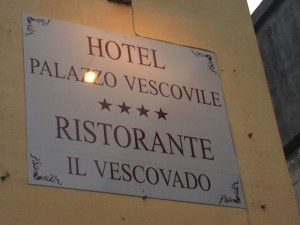 HOTEL
PALAZZO VESCOVILE
★★★★
RISTORANTE
IL VESCOVADO